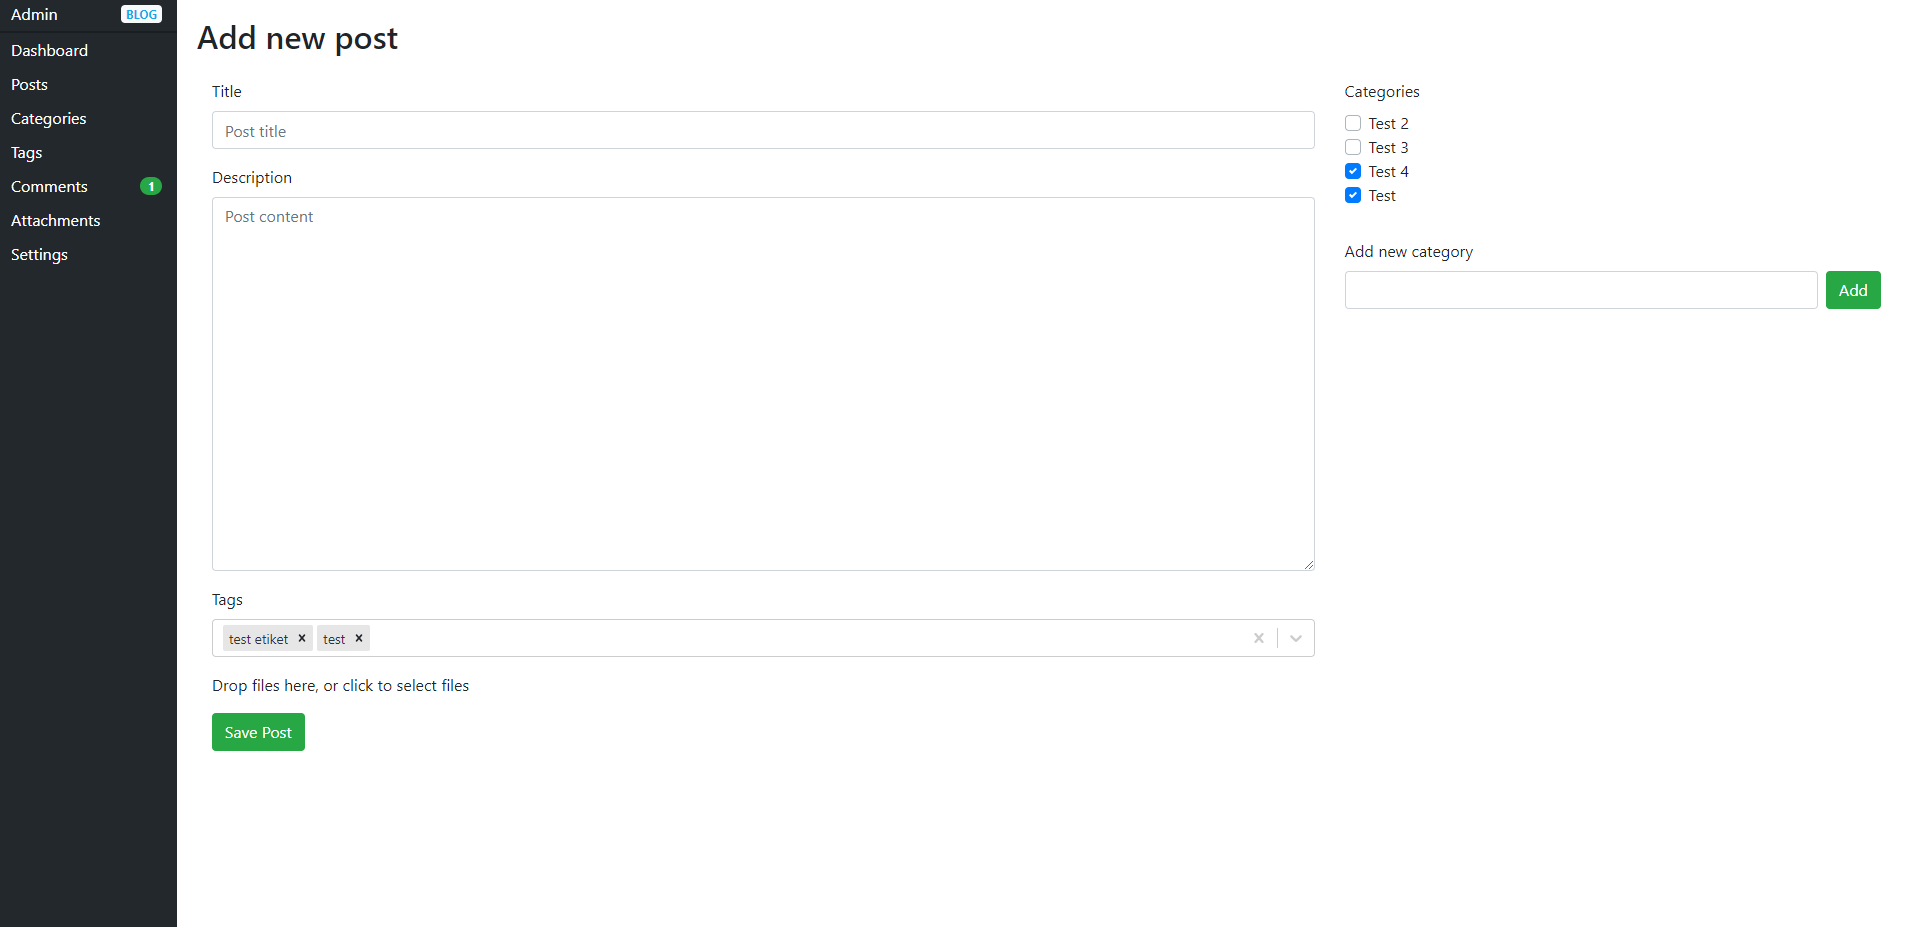 Admin BLOG
Dashboard
Posts
Categories
Tags
Comments 1
Attachments
Settings
Add new post
Title
Post title
Description
Post content
Tags
test etiket test
Drop files here, or click to select files
Save Post
Categories
Test 2
Test 3
Test 4
Test
Add new category
Add